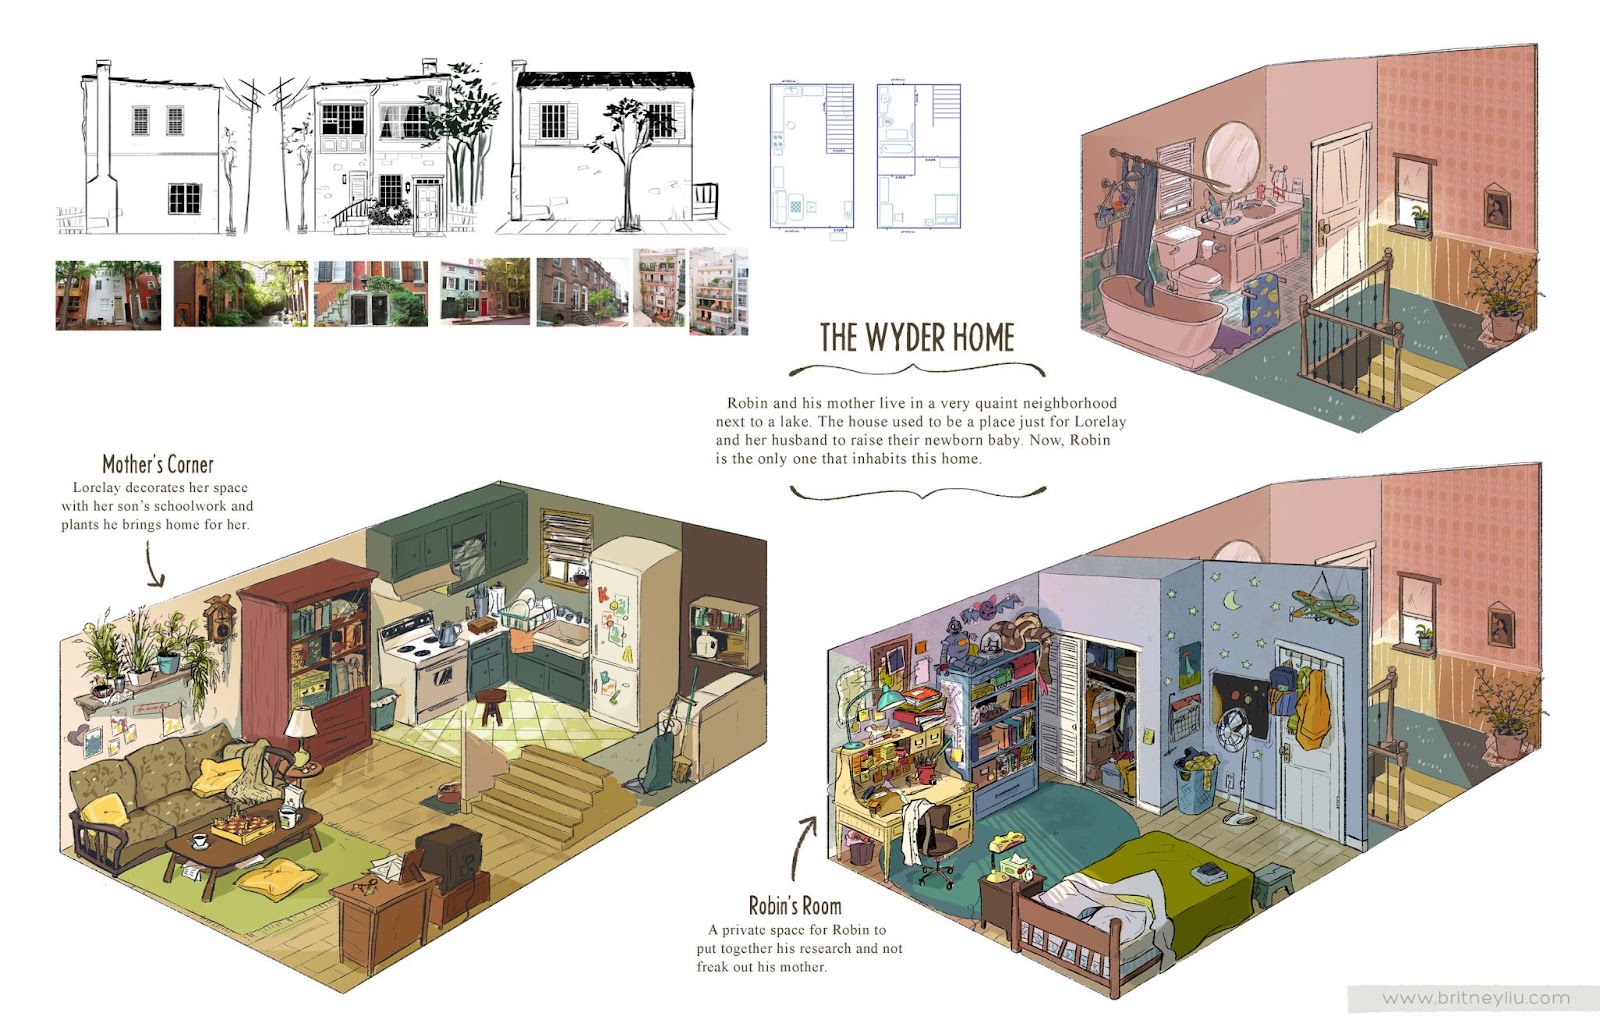 THE WYDER HOME
Robin and his mother live in a very quaint neighborhood
next to a lake. The house used to be a place just for Lorelay
and her husband to raise their newborn baby. Now, Robin
is the only one that inhabits this home.
Mother's Corner
Lorelay decorates her space
with her son's schoolwork and
plants he brings home for her.
Robin's Room
A private space for Robin to
put together his research and not
freak out his mother.
www.britneyliu.com